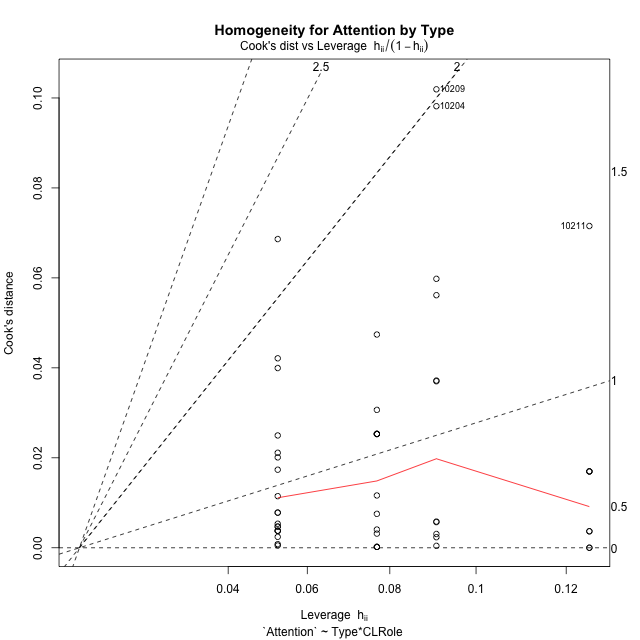 Homogeneity for Attention by Type
Cook's dist vs Leverage hii/(1 − hii)
2.5
2
10209
10204
1.5
10211
1
0.5
0
0.10
0.08
0.06
0.04
0.02
0.00
Cook's distance
0.04 0.06 0.08 0.1 0.12
Leverage hii
`Attention` ~ Type*CLRole